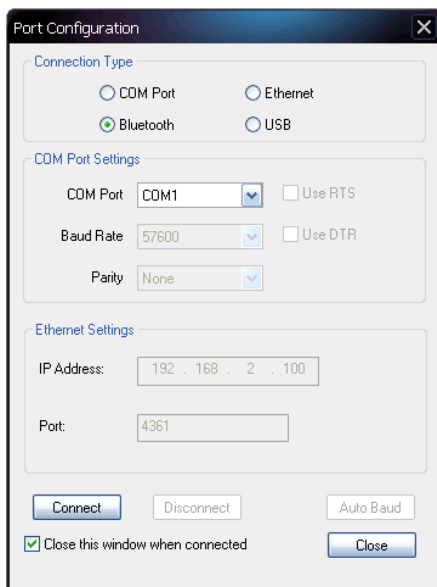 Port Configuration
Connection Type
COM Port Ethernet
Bluetooth USB
COM Port Settings
COM Port COM1 Use RTS
Baud Rate 57600 Use DTR
Parity None
Ethernet Settings
IP Address: 192 . 168 . 2 . 100
Port: 4361
Connect Disconnect Auto Baud
Close this window when connected Close